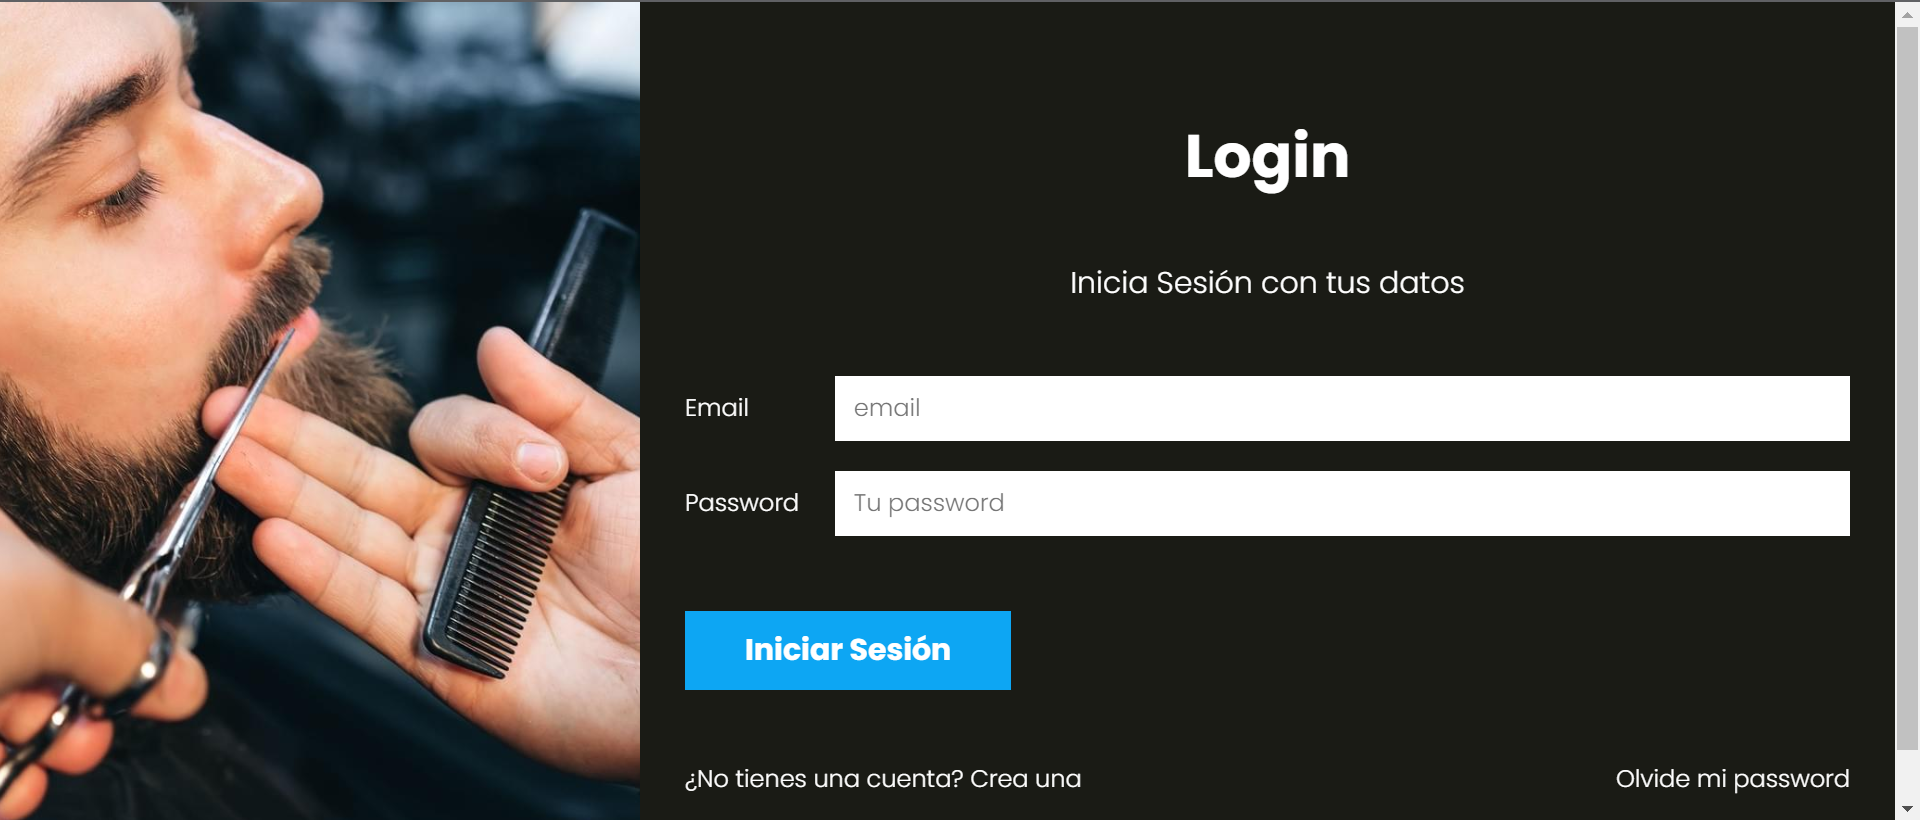 Login
Inicia Sesión con tus datos
Email
email
Password
Tu password
Iniciar Sesión
¿No tienes una cuenta? Crea una
Olvide mi password